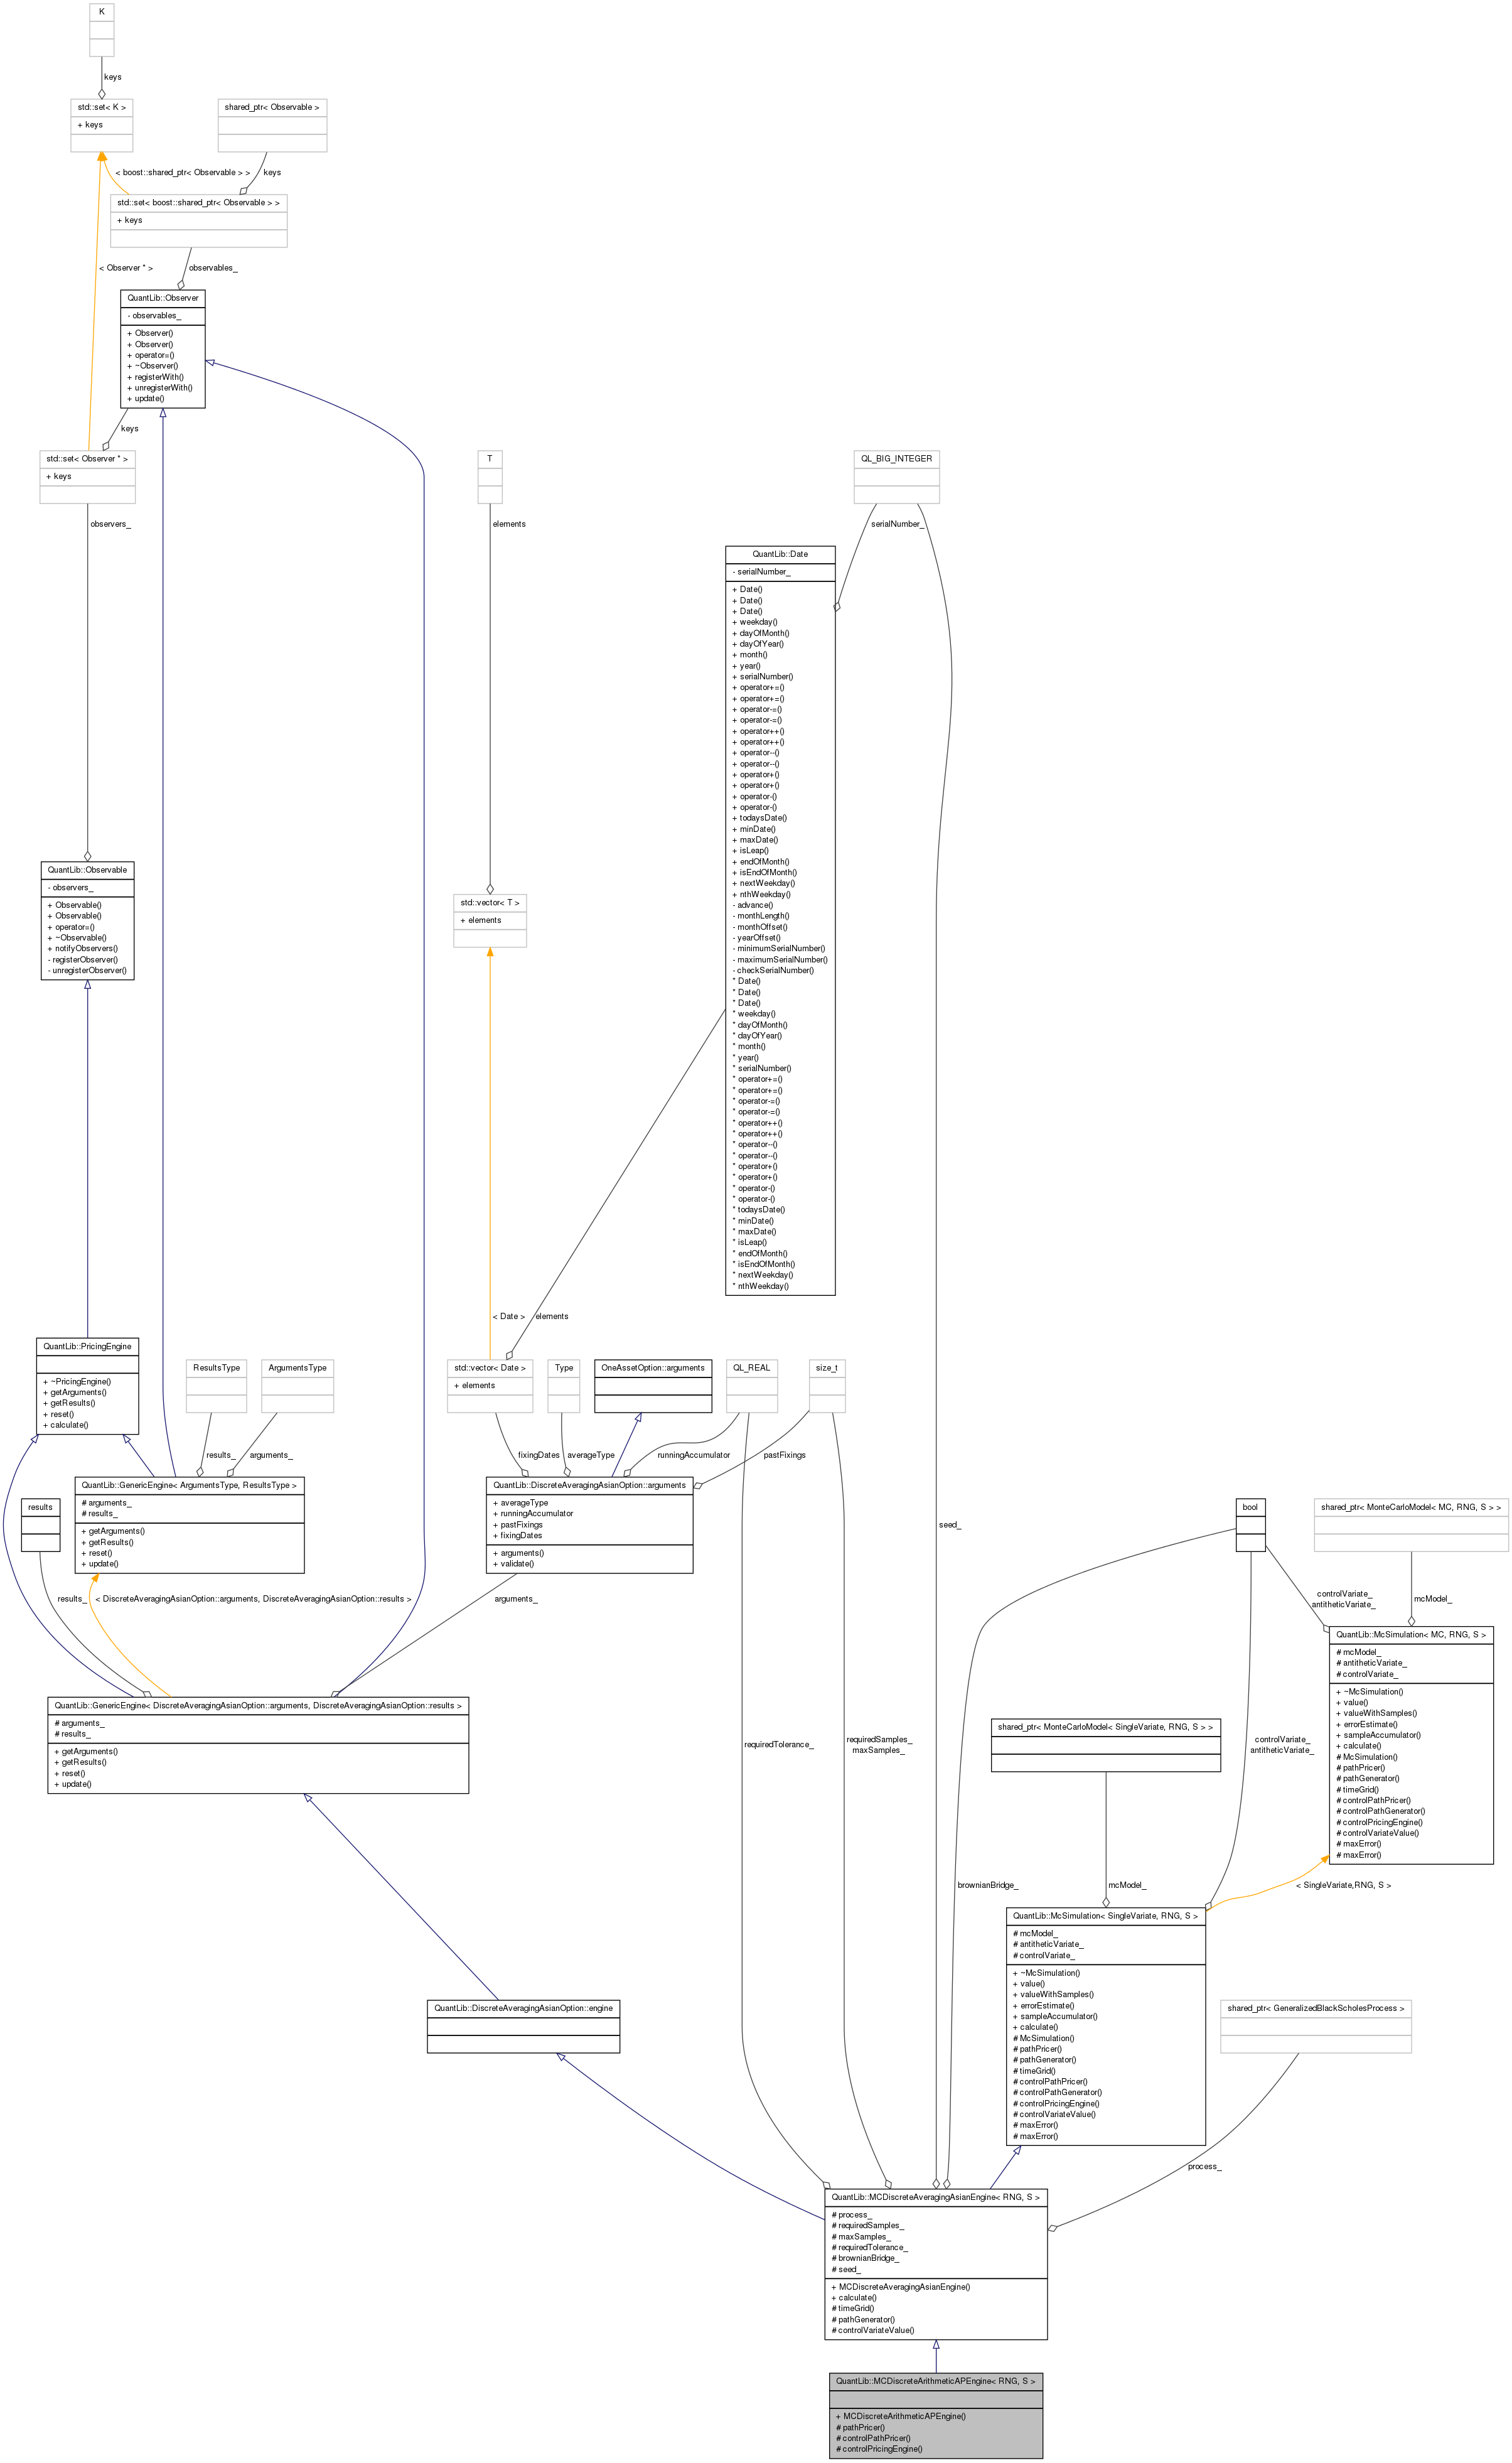 K
keys
std::set< K >
+ keys
shared_ptr< Observable >
< boost::shared_ptr< Observable > >
keys
std::set< boost::shared_ptr< Observable > >
+ keys
< Observer * >
observables_
QuantLib::Observer
- observables_
+ Observer()
+ Observer()
+ operator=()
+ ~Observer()
+ registerWith()
+ unregisterWith()
+ update()
keys
std::set< Observer * >
+ keys
T
QL_BIG_INTEGER
observers_
elements
serialNumber_
QuantLib::Date
- serialNumber_
+ Date()
+ Date()
+ Date()
+ weekday()
+ dayOfMonth()
+ dayOfYear()
+ month()
+ year()
+ serialNumber()
+ operator+=()
+ operator+=()
+ operator-=()
+ operator-=()
+ operator++()
+ operator++()
+ operator--()
+ operator--()
+ operator+()
+ operator+()
+ operator-()
+ operator-()
+ todaysDate()
+ minDate()
+ maxDate()
+ isLeap()
+ endOfMonth()
+ isEndOfMonth()
+ nextWeekday()
+ nthWeekday()
- advance()
- monthLength()
- monthOffset()
- yearOffset()
- minimumSerialNumber()
- maximumSerialNumber()
- checkSerialNumber()
* Date()
* Date()
* Date()
* weekday()
* dayOfMonth()
* dayOfYear()
* month()
* year()
* serialNumber()
* operator+=()
* operator+=()
* operator-=()
* operator-=()
* operator++()
* operator++()
* operator--()
* operator--()
* operator+()
* operator+()
* operator-()
* operator-()
* todaysDate()
* minDate()
* maxDate()
* isLeap()
* endOfMonth()
* isEndOfMonth()
* nextWeekday()
* nthWeekday()
QuantLib::Observable
- observers_
+ Observable()
+ Observable()
+ operator=()
+ ~Observable()
+ notifyObservers()
- registerObserver()
- unregisterObserver()
std::vector< T >
+ elements
< Date >
elements
QuantLib::PricingEngine
+ ~PricingEngine()
+ getArguments()
+ getResults()
+ reset()
+ calculate()
ResultsType
ArgumentsType
std::vector< Date >
+ elements
Type
OneAssetOption::arguments
QL_REAL
size_t
results_
arguments_
fixingDates
averageType
runningAccumulator
pastFixings
QuantLib::GenericEngine< ArgumentsType, ResultsType >
# arguments_
# results_
+ getArguments()
+ getResults()
+ reset()
+ update()
results
QuantLib::DiscreteAveragingAsianOption::arguments
+ averageType
+ runningAccumulator
+ pastFixings
+ fixingDates
+ arguments()
+ validate()
seed_
bool
shared_ptr< MonteCarloModel< MC, RNG, S > >
results_
< DiscreteAveragingAsianOption::arguments, DiscreteAveragingAsianOption::results >
arguments_
controlVariate_
antitheticVariate_
mcModel_
QuantLib::McSimulation< MC, RNG, S >
# mcModel_
# antitheticVariate_
# controlVariate_
+ ~McSimulation()
+ value()
+ valueWithSamples()
+ errorEstimate()
+ sampleAccumulator()
+ calculate()
# McSimulation()
# pathPricer()
# pathGenerator()
# timeGrid()
# controlPathPricer()
# controlPathGenerator()
# controlPricingEngine()
# controlVariateValue()
# maxError()
# maxError()
QuantLib::GenericEngine< DiscreteAveragingAsianOption::arguments, DiscreteAveragingAsianOption::results >
# arguments_
# results_
+ getArguments()
+ getResults()
+ reset()
+ update()
requiredTolerance_
requiredSamples_
maxSamples_
shared_ptr< MonteCarloModel< SingleVariate, RNG, S > >
controlVariate_
antitheticVariate_
brownianBridge_
mcModel_
< SingleVariate,RNG, S >
QuantLib::McSimulation< SingleVariate, RNG, S >
# mcModel_
# antitheticVariate_
# controlVariate_
+ ~McSimulation()
+ value()
+ valueWithSamples()
+ errorEstimate()
+ sampleAccumulator()
+ calculate()
# McSimulation()
# pathPricer()
# pathGenerator()
# timeGrid()
# controlPathPricer()
# controlPathGenerator()
# controlPricingEngine()
# controlVariateValue()
# maxError()
# maxError()
QuantLib::DiscreteAveragingAsianOption::engine
shared_ptr< GeneralizedBlackScholesProcess >
process_
QuantLib::MCDiscreteAveragingAsianEngine< RNG, S >
# process_
# requiredSamples_
# maxSamples_
# requiredTolerance_
# brownianBridge_
# seed_
+ MCDiscreteAveragingAsianEngine()
+ calculate()
# timeGrid()
# pathGenerator()
# controlVariateValue()
QuantLib::MCDiscreteArithmeticAPEngine< RNG, S >
+ MCDiscreteArithmeticAPEngine()
# pathPricer()
# controlPathPricer()
# controlPricingEngine()